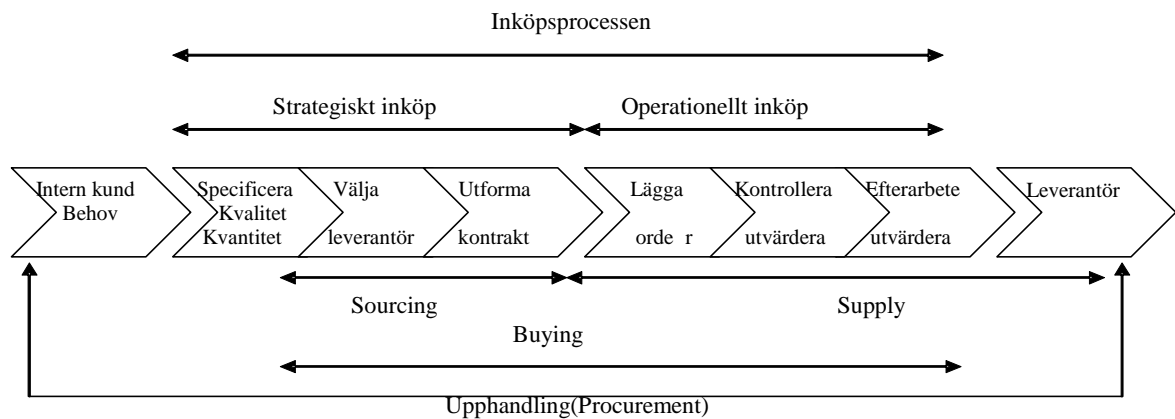 Inköpsprocessen
Strategiskt inköp
Operationellt inköp
Intern kund
Behov
Specificera
Kvalitet
Kvantitet
Välja
leverantör
Utforma
kontrakt
Lägga
orde r
Kontrollera
utvärdera
Efterarbete
utvärdera
Leverantör
Sourcing
Supply
Buying
Upphandling(Procurement)